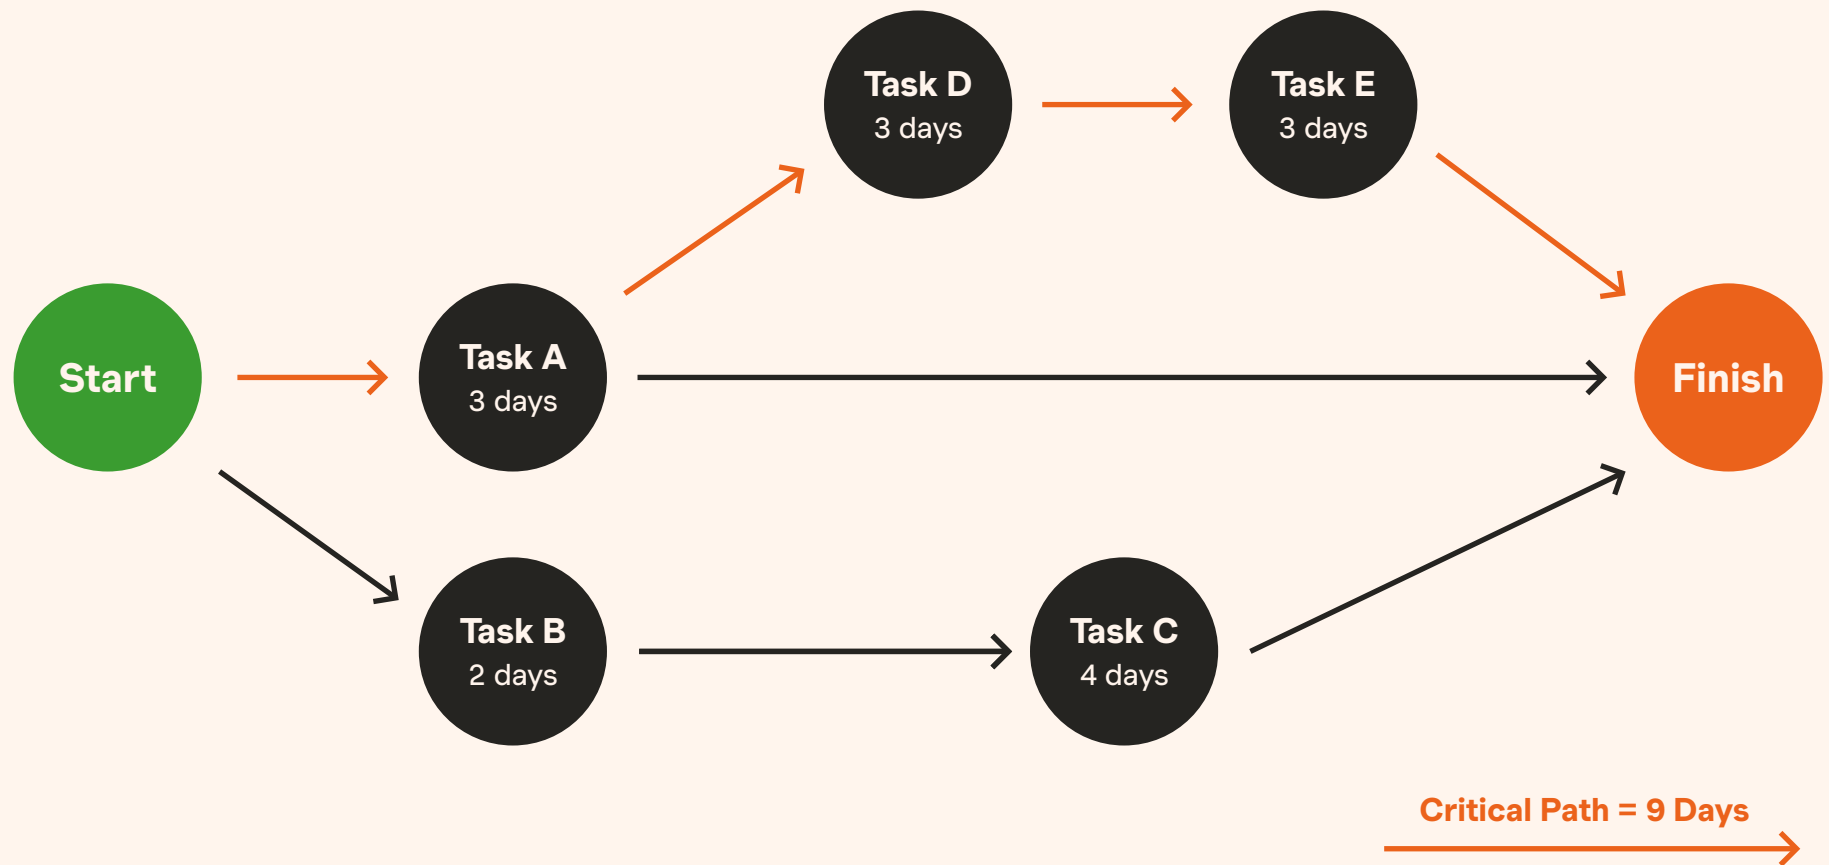 Task D
3 days
Task E
3 days
Start
Task A
3 days
Finish
Task B
2 days
Task C
4 days
Critical Path = 9 Days